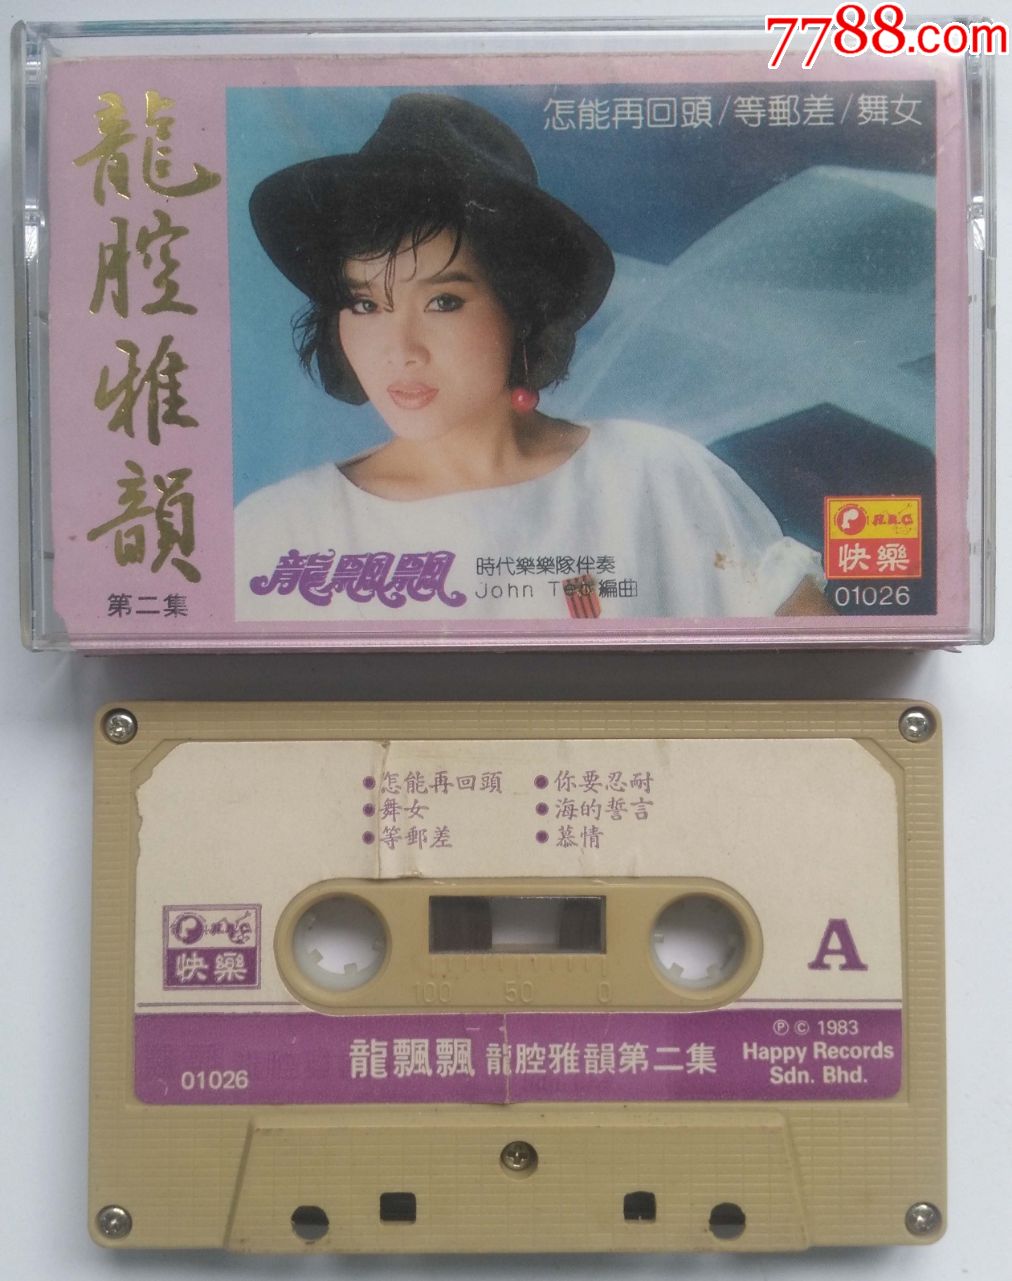 7788.com
怎能再回頭/等郵差/舞女
龍腔雅韻
第二集
龍飄飄
時代樂樂隊伴奏
John Teo 編曲
H.R.C.
快樂
01026
怎能再回頭
舞女
等郵差
你要忍耐
海的誓言
慕情
快樂
A
100 50 0
龍飄飄 龍腔雅韻第二集
01026
Ⓟ © 1983
Happy Records
Sdn. Bhd.